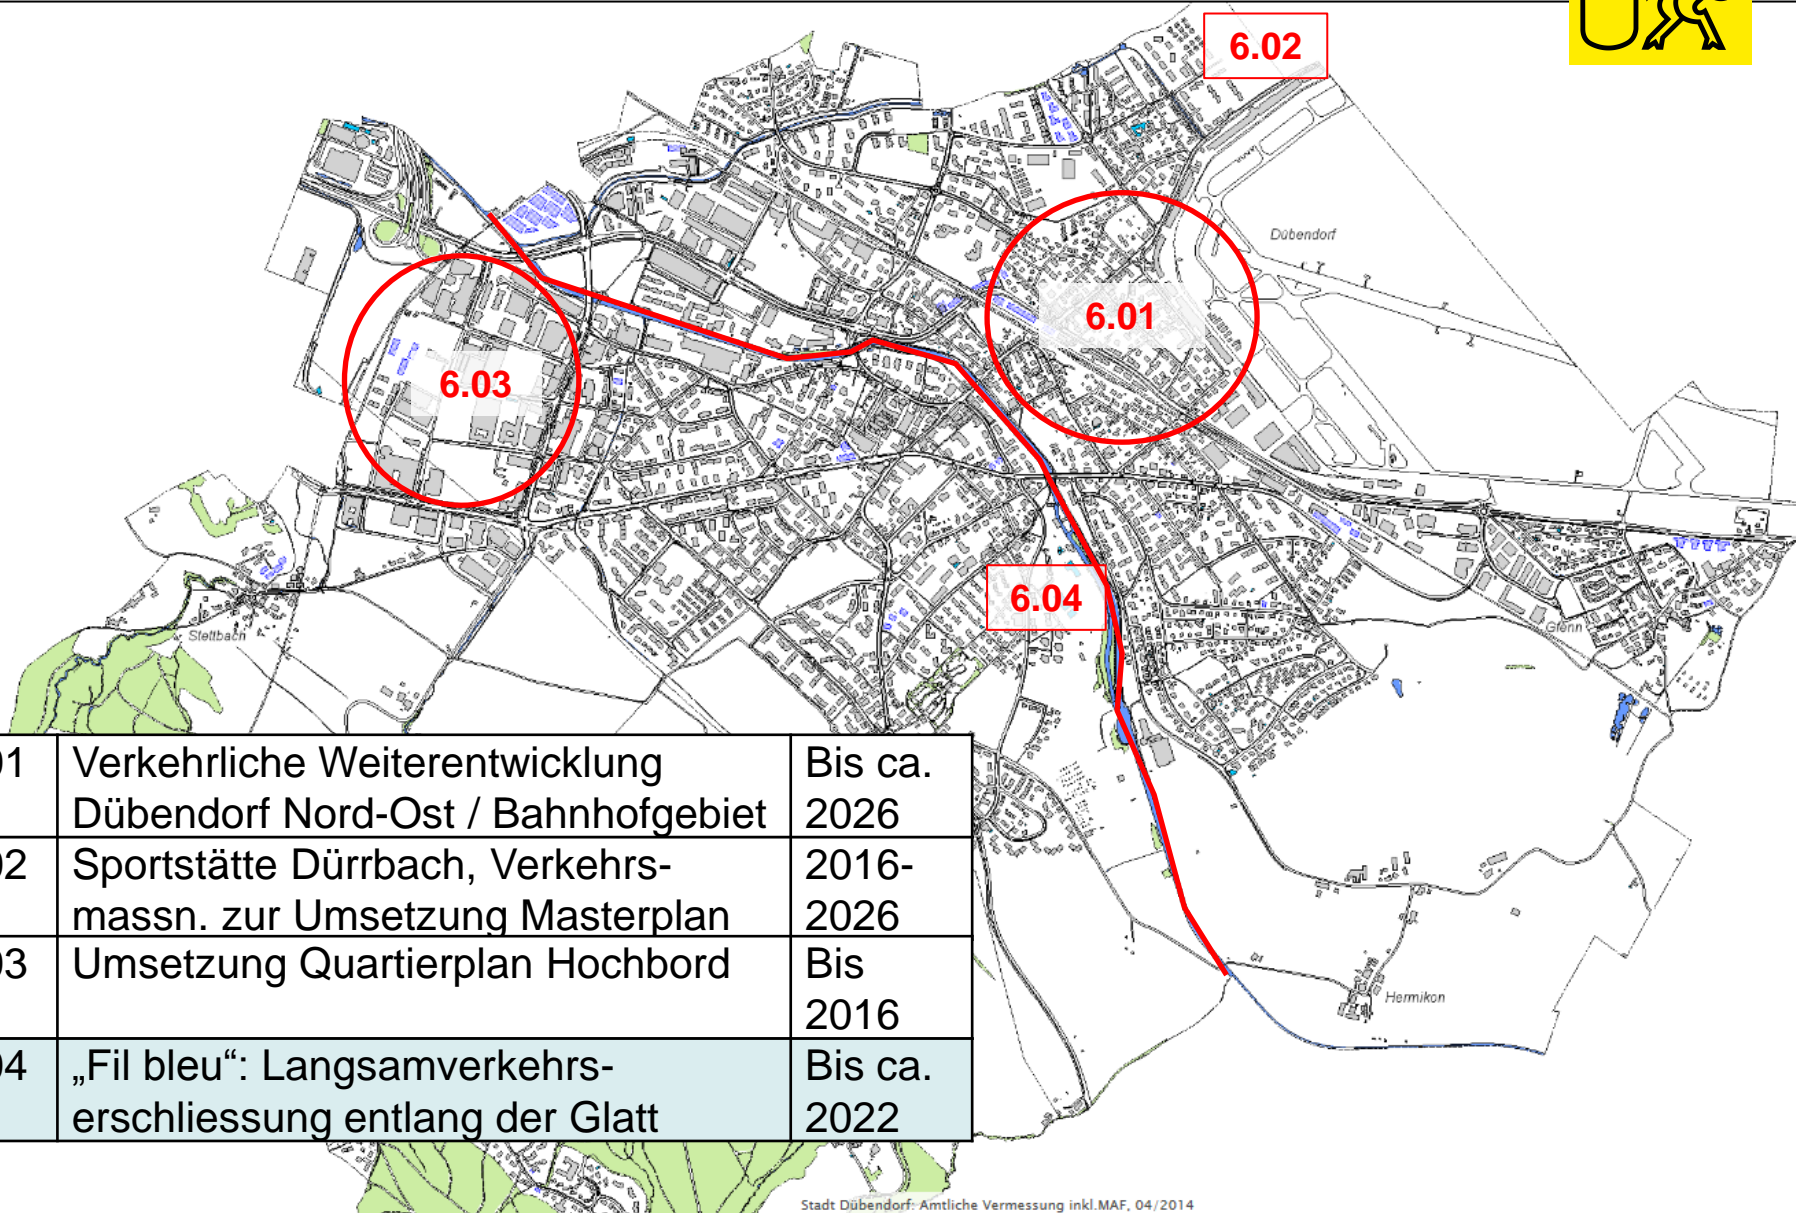 6.02
Dübendorf
6.01
6.03
6.04
Stettbach
Gfenn
01 Verkehrliche Weiterentwicklung Bis ca.
Dübendorf Nord-Ost / Bahnhofgebiet 2026
02 Sportstätte Dürrbach, Verkehrs- 2016-
massn. zur Umsetzung Masterplan 2026
03 Umsetzung Quartierplan Hochbord Bis
2016
04 „Fil bleu“: Langsamverkehrs- Bis ca.
erschliessung entlang der Glatt 2022
Hermikon
Stadt Dübendorf: Amtliche Vermessung inkl.MAF, 04/2014